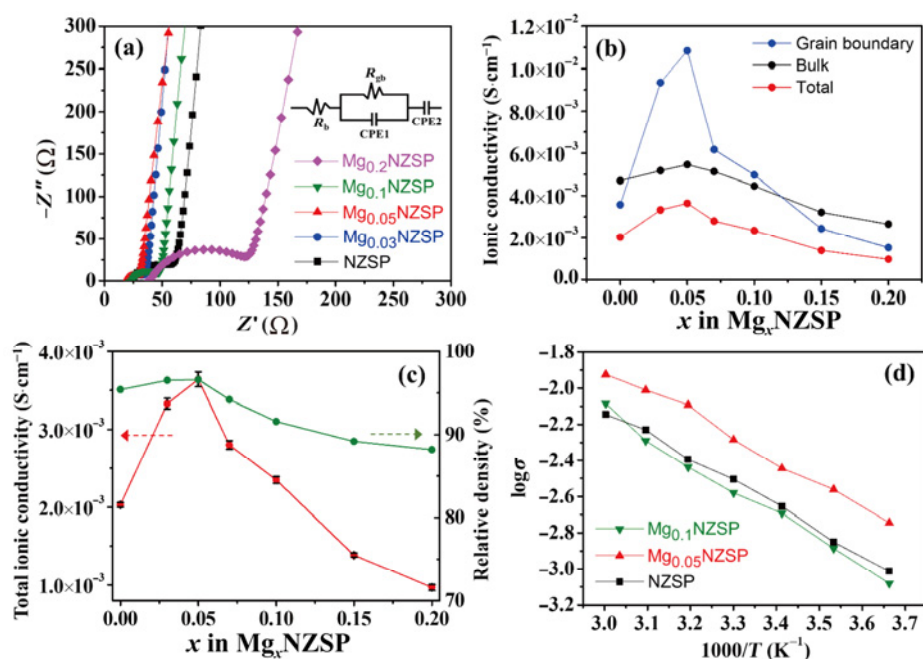 (a)
300
250
200
150
100
50
0
−Z″ (Ω)
0 50 100 150 200 250 300
Z′ (Ω)
R_gb
R_b
CPE1
CPE2
Mg0.2NZSP
Mg0.1NZSP
Mg0.05NZSP
Mg0.03NZSP
NZSP
(b)
1.2×10⁻²
1.0×10⁻²
8.0×10⁻³
6.0×10⁻³
4.0×10⁻³
2.0×10⁻³
0.0
Ionic conductivity (S·cm⁻¹)
Grain boundary
Bulk
Total
0.00 0.05 0.10 0.15 0.20
x in MgxNZSP
(c)
4.0×10⁻³
3.0×10⁻³
2.0×10⁻³
1.0×10⁻³
Total ionic conductivity (S·cm⁻¹)
100
90
80
70
Relative density (%)
0.00 0.05 0.10 0.15 0.20
x in MgxNZSP
(d)
−1.8
−2.0
−2.2
−2.4
−2.6
−2.8
−3.0
−3.2
logσ
Mg0.1NZSP
Mg0.05NZSP
NZSP
3.0 3.1 3.2 3.3 3.4 3.5 3.6 3.7
1000/T (K⁻¹)